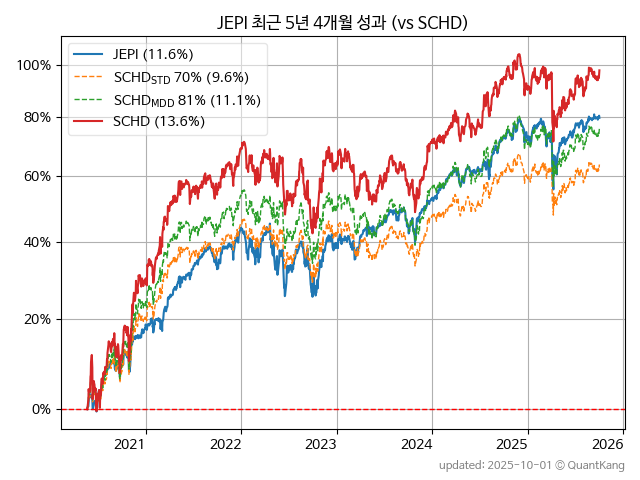 JEPI 최근 5년 4개월 성과 (vs SCHD)
JEPI (11.6%)
SCHD_STD 70% (9.6%)
SCHD_MDD 81% (11.1%)
SCHD (13.6%)
100%
80%
60%
40%
20%
0%
2021 2022 2023 2024 2025 2026
updated: 2025-10-01 © QuantKang